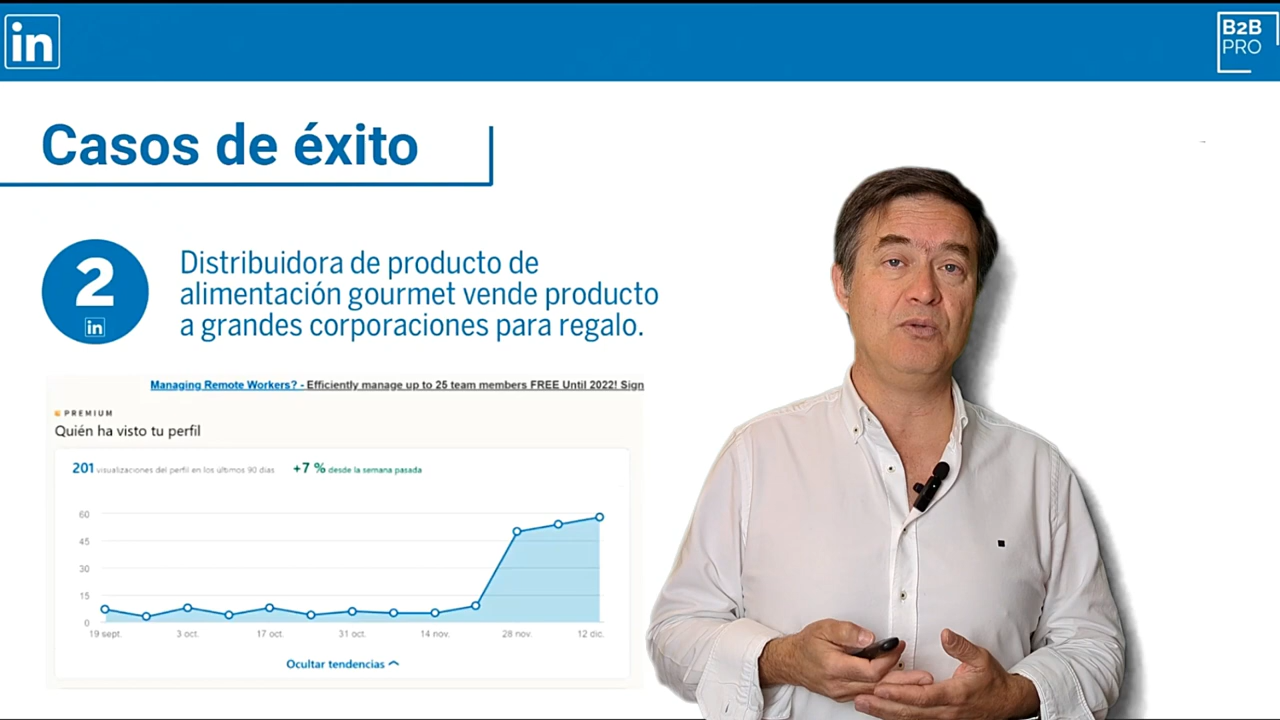 in
B2B
PRO
Casos de éxito
2
in
Distribuidora de producto de
alimentación gourmet vende producto
a grandes corporaciones para regalo.
Managing Remote Workers? - Efficiently manage up to 25 team members FREE Until 2022! Sign
PREMIUM
Quién ha visto tu perfil
201 visualizaciones del perfil en los últimos 90 días +7 % desde la semana pasada
60
45
30
15
0
19 sept. 3 oct. 17 oct. 31 oct. 14 nov. 28 nov. 12 dic.
Ocultar tendencias